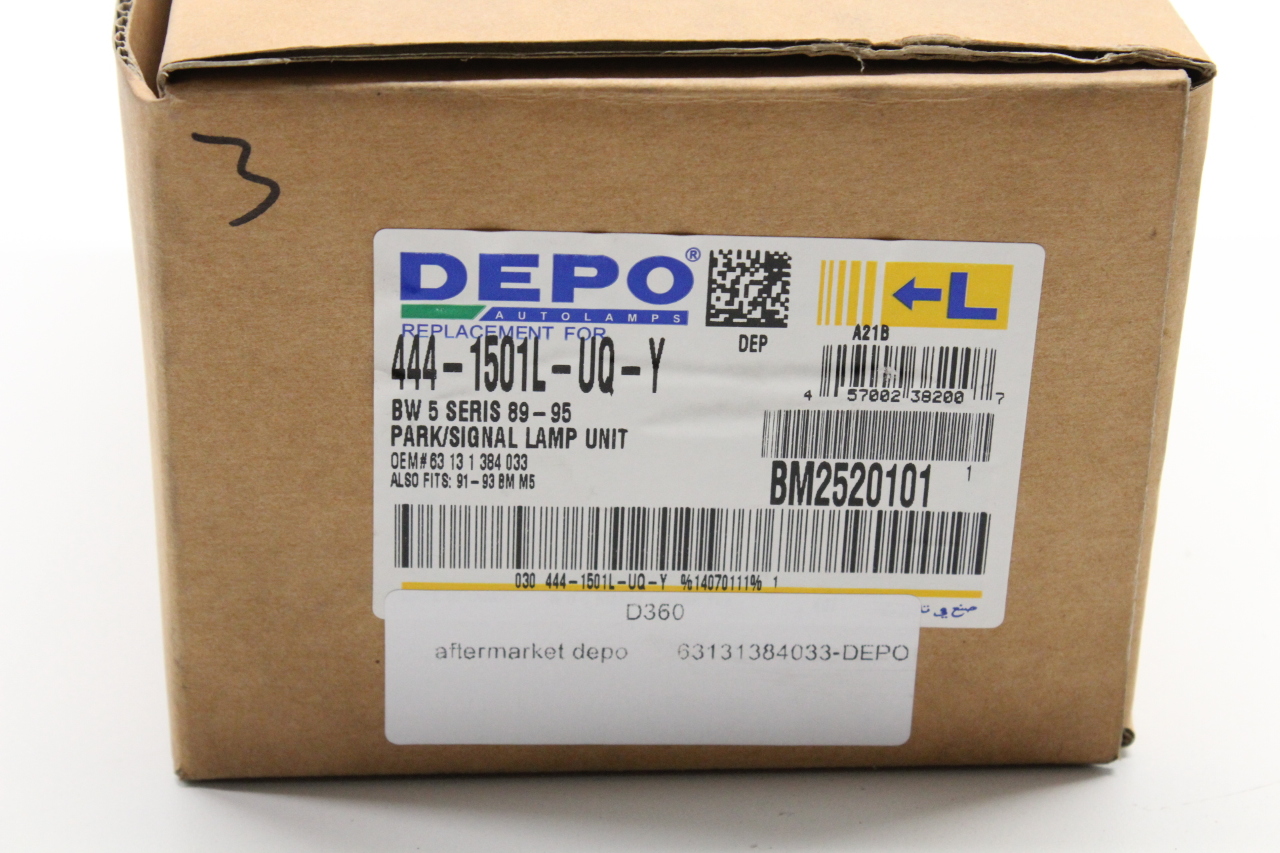 3
DEPO®
AUTOLAMPS
REPLACEMENT FOR
DEP
L
A21B
444-1501L-UQ-Y
4 57002 38200 7
BW 5 SERIS 89-95
PARK/SIGNAL LAMP UNIT
OEM# 63 13 1 384 033
ALSO FITS: 91-93 BM M5
1
BM2520101
030 444-1501L-UQ-Y %14070111% 1
صنع في
D360
aftermarket depo 63131384033-DEPO